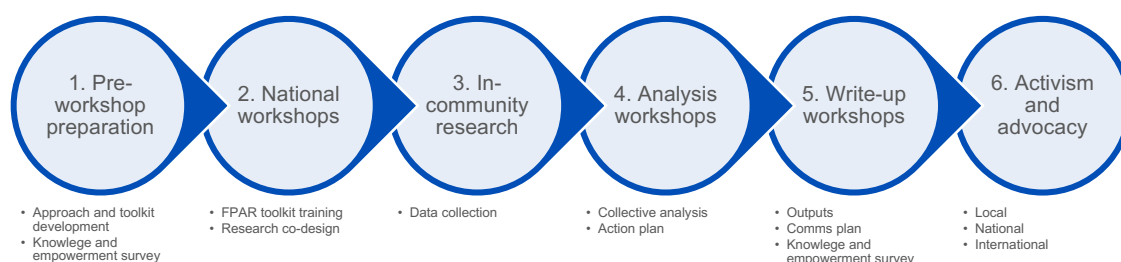 1. Pre-
workshop
preparation
2. National
workshops
3. In-
community
research
4. Analysis
workshops
5. Write-up
workshops
6. Activism
and
advocacy
• Approach and toolkit
development
• Knowlege and
empowerment survey
• FPAR toolkit training
• Research co-design
• Data collection
• Collective analysis
• Action plan
• Outputs
• Comms plan
• Knowlege and
empowerment survey
• Local
• National
• International